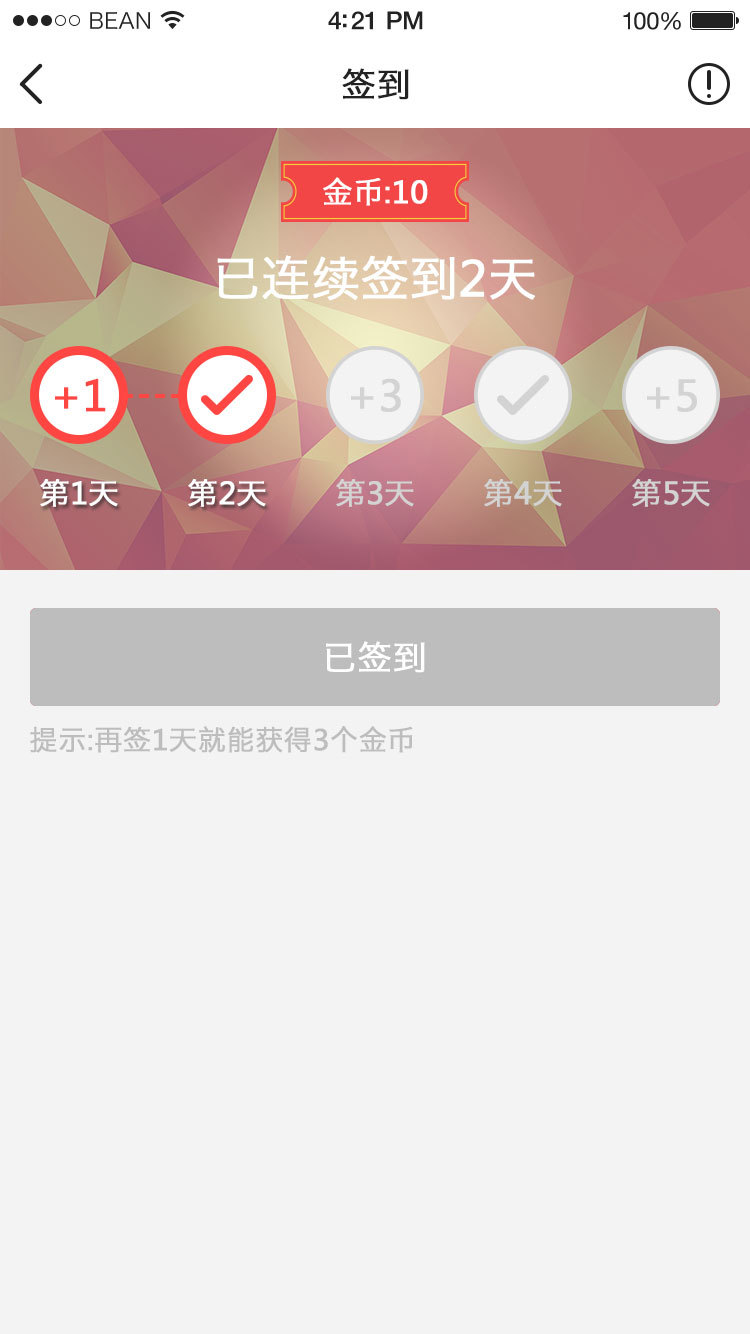 BEAN 4:21 PM 100%
签到
金币:10
已连续签到2天
+1 +3 +5
第1天 第2天 第3天 第4天 第5天
已签到
提示:再签1天就能获得3个金币